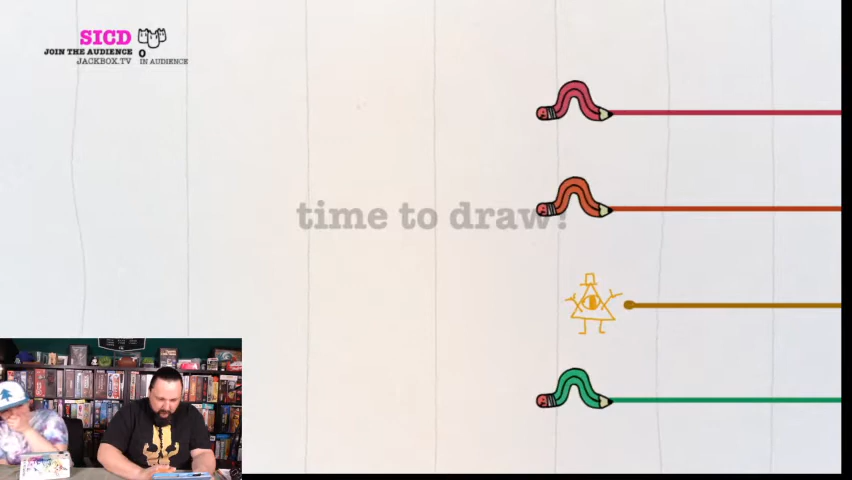 SICD
JOIN THE AUDIENCE 0
JACKBOX.TV IN AUDIENCE
time to draw!